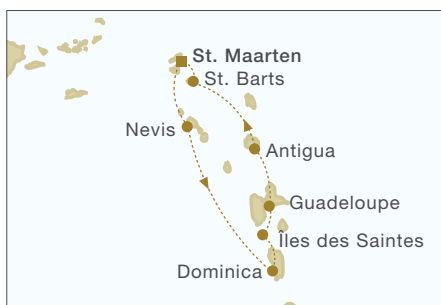 St. Maarten
St. Barts
Nevis
Antigua
Guadeloupe
Îles des Saintes
Dominica